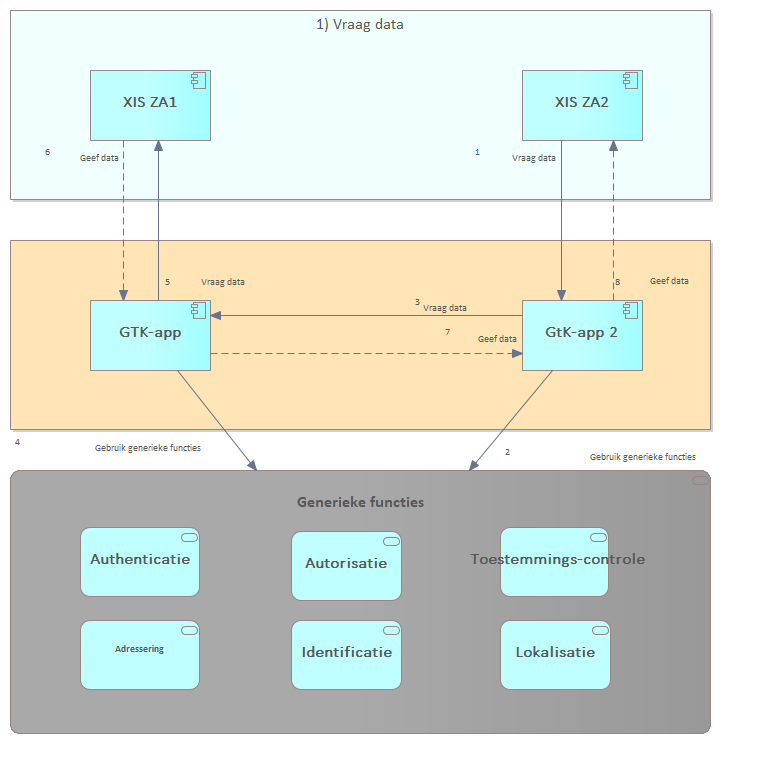 1) Vraag data
XIS ZA1
XIS ZA2
6
Geef data
1
Vraag data
5
Vraag data
8
Geef data
3
Vraag data
GTK-app
GtK-app 2
7
Geef data
4
Gebruik generieke functies
2
Gebruik generieke functies
Generieke functies
Authenticatie
Autorisatie
Toestemmings-controle
Adressering
Identificatie
Lokalisatie